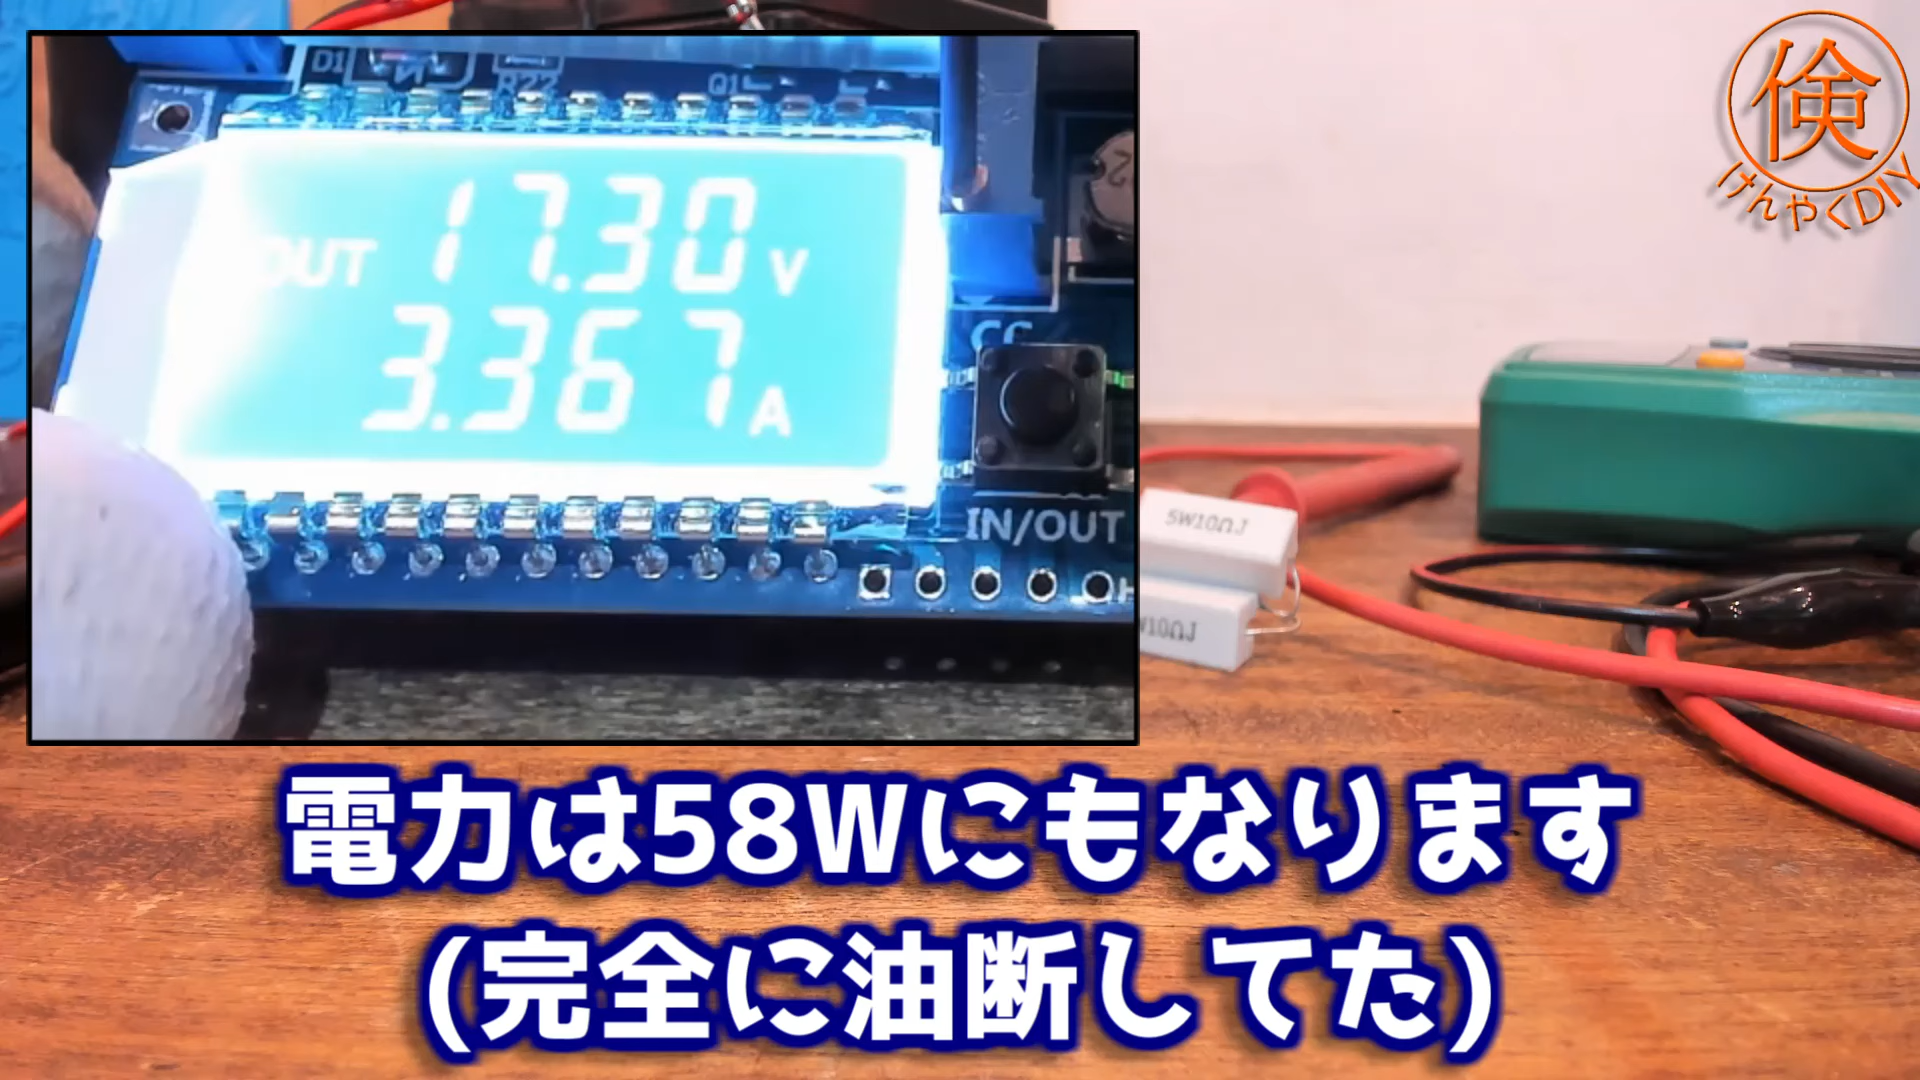 D1
R22
Q1
OUT 17.30 V
3.367 A
CC
IN/OUT
5W10ΩJ
W10ΩJ
倹
けんやくDIY
電力は58Wにもなります
(完全に油断してた)